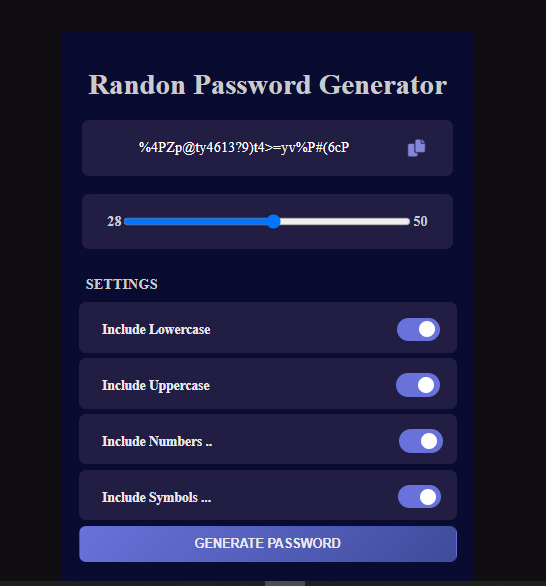 Randon Password Generator
%4PZp@ty4613?9)t4>=yv%P#(6cP
28 50
SETTINGS
Include Lowercase
Include Uppercase
Include Numbers ..
Include Symbols ...
GENERATE PASSWORD